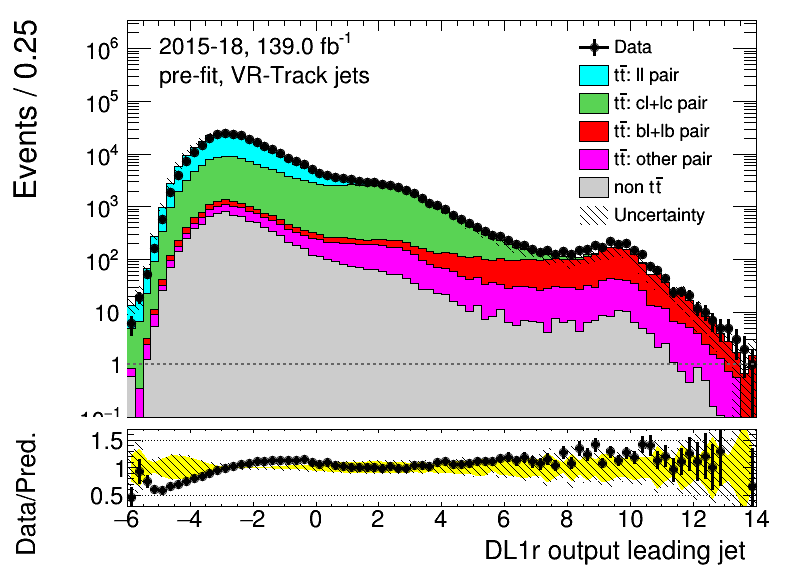 Events / 0.25
10⁶
10⁵
10⁴
10³
10²
10
1
10⁻¹
2015-18, 139.0 fb⁻¹
pre-fit, VR-Track jets
Data
tt̄: ll pair
tt̄: cl+lc pair
tt̄: bl+lb pair
tt̄: other pair
non tt̄
Uncertainty
Data/Pred.
1.5
1
0.5
−6 −4 −2 0 2 4 6 8 10 12 14
DL1r output leading jet